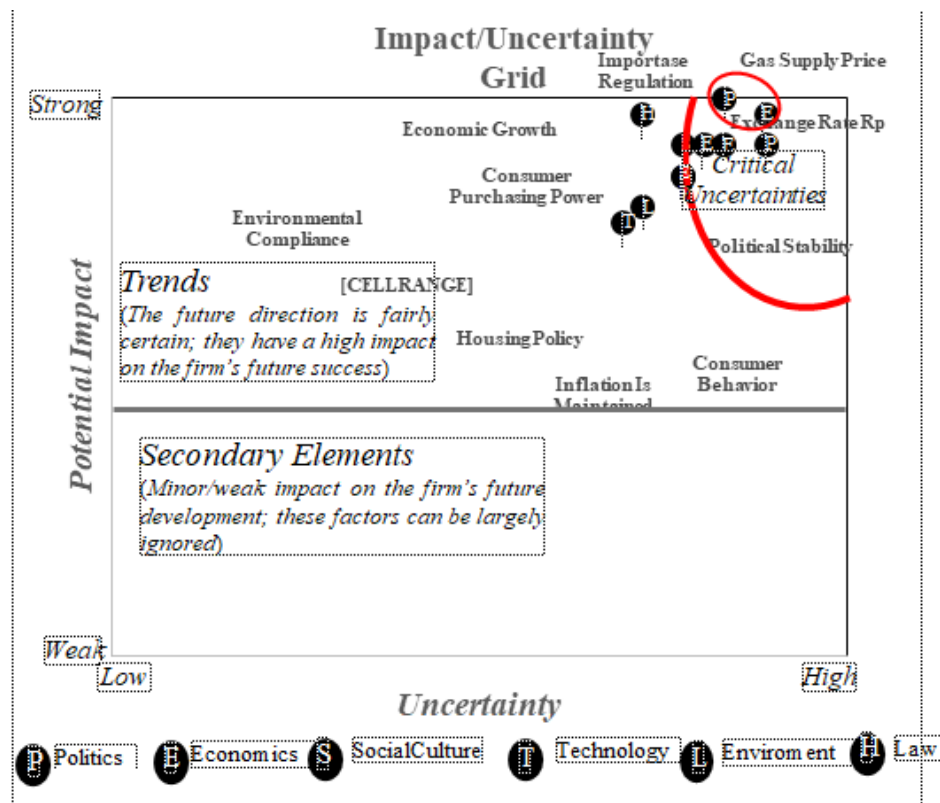 Impact/Uncertainty
Grid
Importase
Regulation
Gas Supply Price
Strong
P
E
H
Economic Growth
Exchange Rate Rp
E
P
Critical
Uncertainties
Consumer
Purchasing Power
L
T
Environmental
Compliance
Political Stability
Trends
[CELLRANGE]
(The future direction is fairly
certain; they have a high impact
on the firm's future success)
Housing Policy
Consumer
Behavior
Inflation Is
Maintained
Potential Impact
Secondary Elements
(Minor/weak impact on the firm's future
development; these factors can be largely
ignored)
Weak
Low
High
Uncertainty
P Politics
E Economics
S SocialCulture
T Technology
L Enviroment
H Law